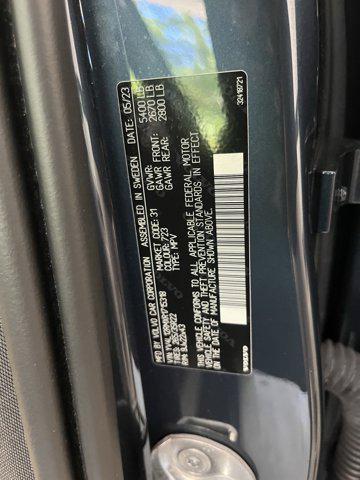 MFD BY VOLVO CAR CORPORATION ASSEMBLED IN SWEDEN DATE: 05/23
MARKET CODE: 31 GVWR: 5400 LB
COLOUR: 723 GAWR FRONT: 2670 LB
TYPE: MPV GAWR REAR: 2800 LB
THIS VEHICLE CONFORMS TO ALL APPLICABLE FEDERAL MOTOR
VEHICLE SAFETY AND THEFT PREVENTION STANDARDS IN EFFECT
ON THE DATE OF MANUFACTURE SHOWN ABOVE.
VOLVO
32419721